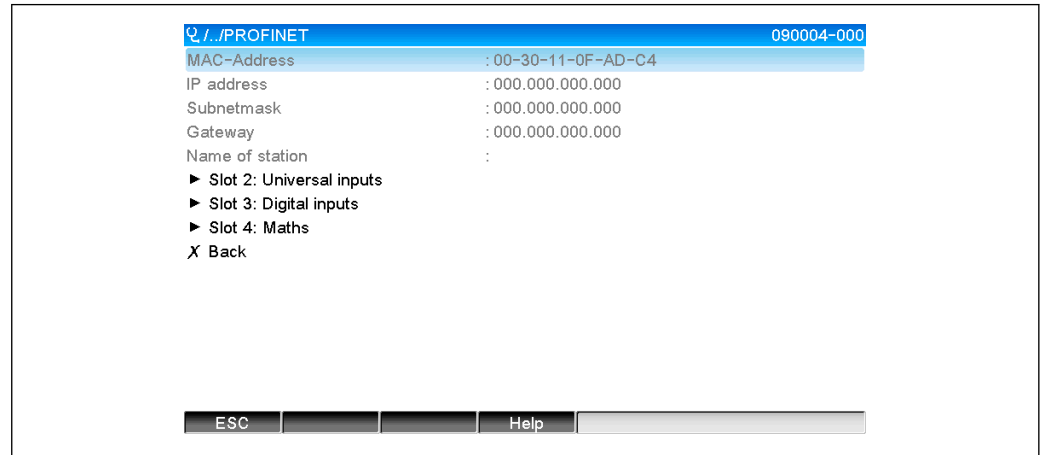 /../PROFINET 090004-000
MAC-Address : 00-30-11-0F-AD-C4
IP address : 000.000.000.000
Subnetmask : 000.000.000.000
Gateway : 000.000.000.000
Name of station :
► Slot 2: Universal inputs
► Slot 3: Digital inputs
► Slot 4: Maths
X Back
ESC Help